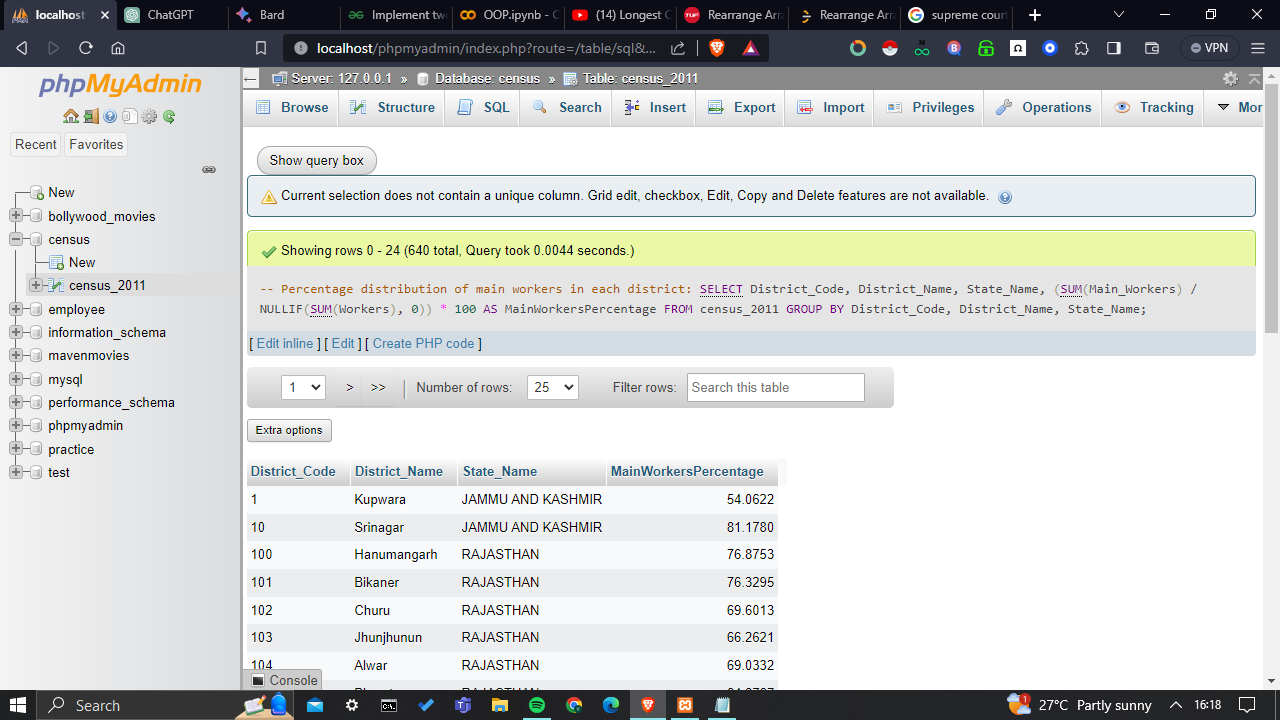 localhost
ChatGPT
Bard
Implement tw
OOP.ipynb - C
(14) Longest C
Rearrange Arr
Rearrange Arr
supreme cour
localhost/phpmyadmin/index.php?route=/table/sql&...
VPN
phpMyAdmin
Recent
Favorites
New
bollywood_movies
census
New
census_2011
employee
information_schema
mavenmovies
mysql
performance_schema
phpmyadmin
practice
test
Server: 127.0.0.1 » Database: census » Table: census_2011
Browse
Structure
SQL
Search
Insert
Export
Import
Privileges
Operations
Tracking
Mor
Show query box
Current selection does not contain a unique column. Grid edit, checkbox, Edit, Copy and Delete features are not available.
Showing rows 0 - 24 (640 total, Query took 0.0044 seconds.)
-- Percentage distribution of main workers in each district: SELECT District_Code, District_Name, State_Name, (SUM(Main_Workers) /
NULLIF(SUM(Workers), 0)) * 100 AS MainWorkersPercentage FROM census_2011 GROUP BY District_Code, District_Name, State_Name;
[ Edit inline ] [ Edit ] [ Create PHP code ]
1 > >> | Number of rows: 25 Filter rows: Search this table
Extra options
District_Code District_Name State_Name MainWorkersPercentage
1 Kupwara JAMMU AND KASHMIR 54.0622
10 Srinagar JAMMU AND KASHMIR 81.1780
100 Hanumangarh RAJASTHAN 76.8753
101 Bikaner RAJASTHAN 76.3295
102 Churu RAJASTHAN 69.6013
103 Jhunjhunun RAJASTHAN 66.2621
104 Alwar RAJASTHAN 69.0332
Console
Search
27°C Partly sunny
16:18